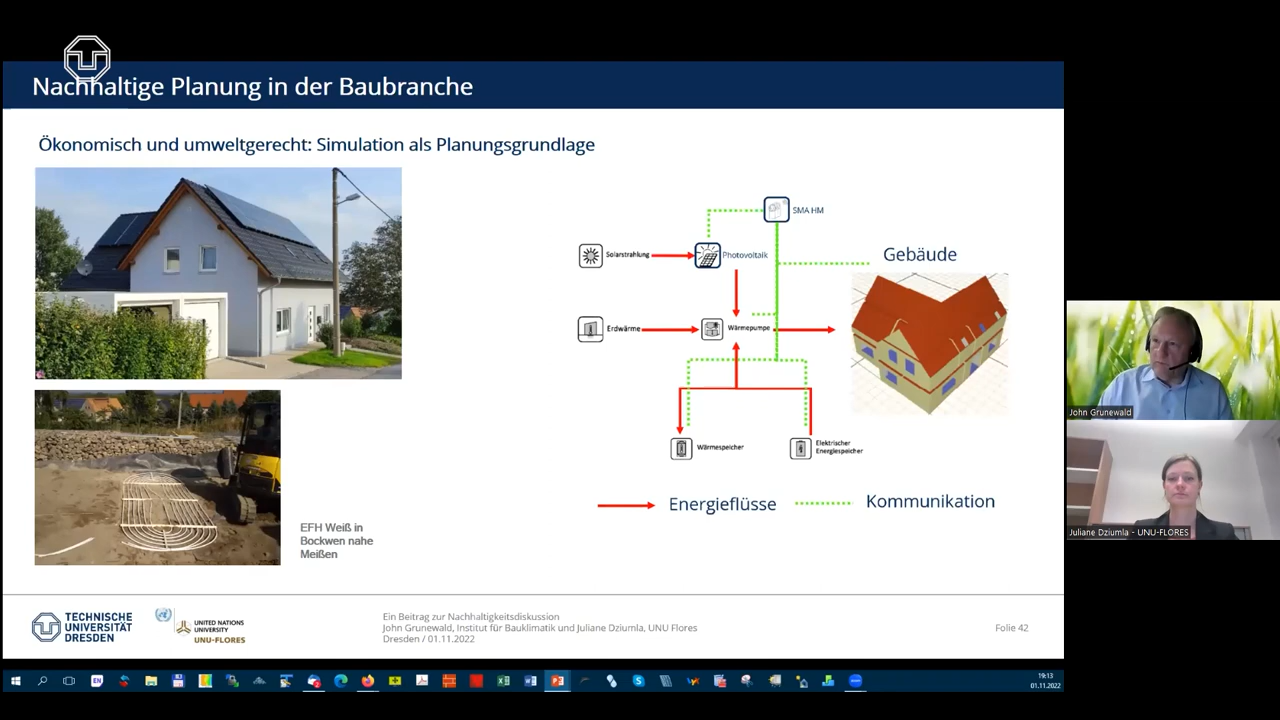 Nachhaltige Planung in der Baubranche
Ökonomisch und umweltgerecht: Simulation als Planungsgrundlage
SMA HM
Solarstrahlung
Photovoltaik
Gebäude
Erdwärme
Wärmepumpe
Wärmespeicher
Elektrischer
Energiespeicher
Energieflüsse
Kommunikation
EFH Weiß in
Bockwen nahe
Meißen
TECHNISCHE
UNIVERSITÄT
DRESDEN
UNITED NATIONS
UNIVERSITY
UNU-FLORES
Ein Beitrag zur Nachhaltigkeitsdiskussion
John Grunewald, Institut für Bauklimatik und Juliane Dziumla, UNU Flores
Dresden / 01.11.2022
Folie 42
John Grunewald
Juliane Dziumla - UNU-FLORES
EN
19:13
01.11.2022